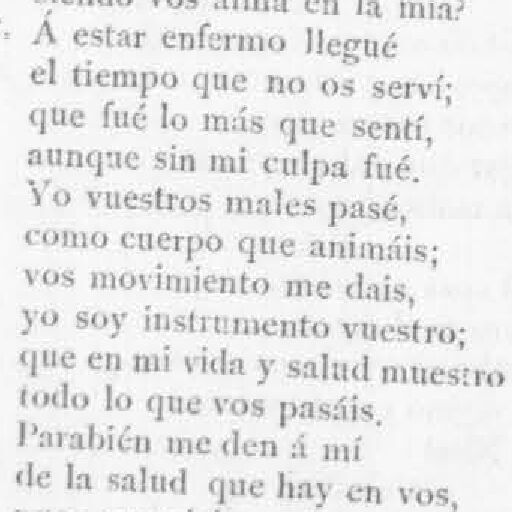 siendo vos alma en la mía?
Á estar enfermo llegué
el tiempo que no os serví;
que fué lo más que sentí,
aunque sin mi culpa fué.
Yo vuestros males pasé,
como cuerpo que animáis;
vos movimiento me dais,
yo soy instrumento vuestro;
que en mi vida y salud muestro
todo lo que vos pasáis.
Parabién me den á mí
de la salud que hay en vos,